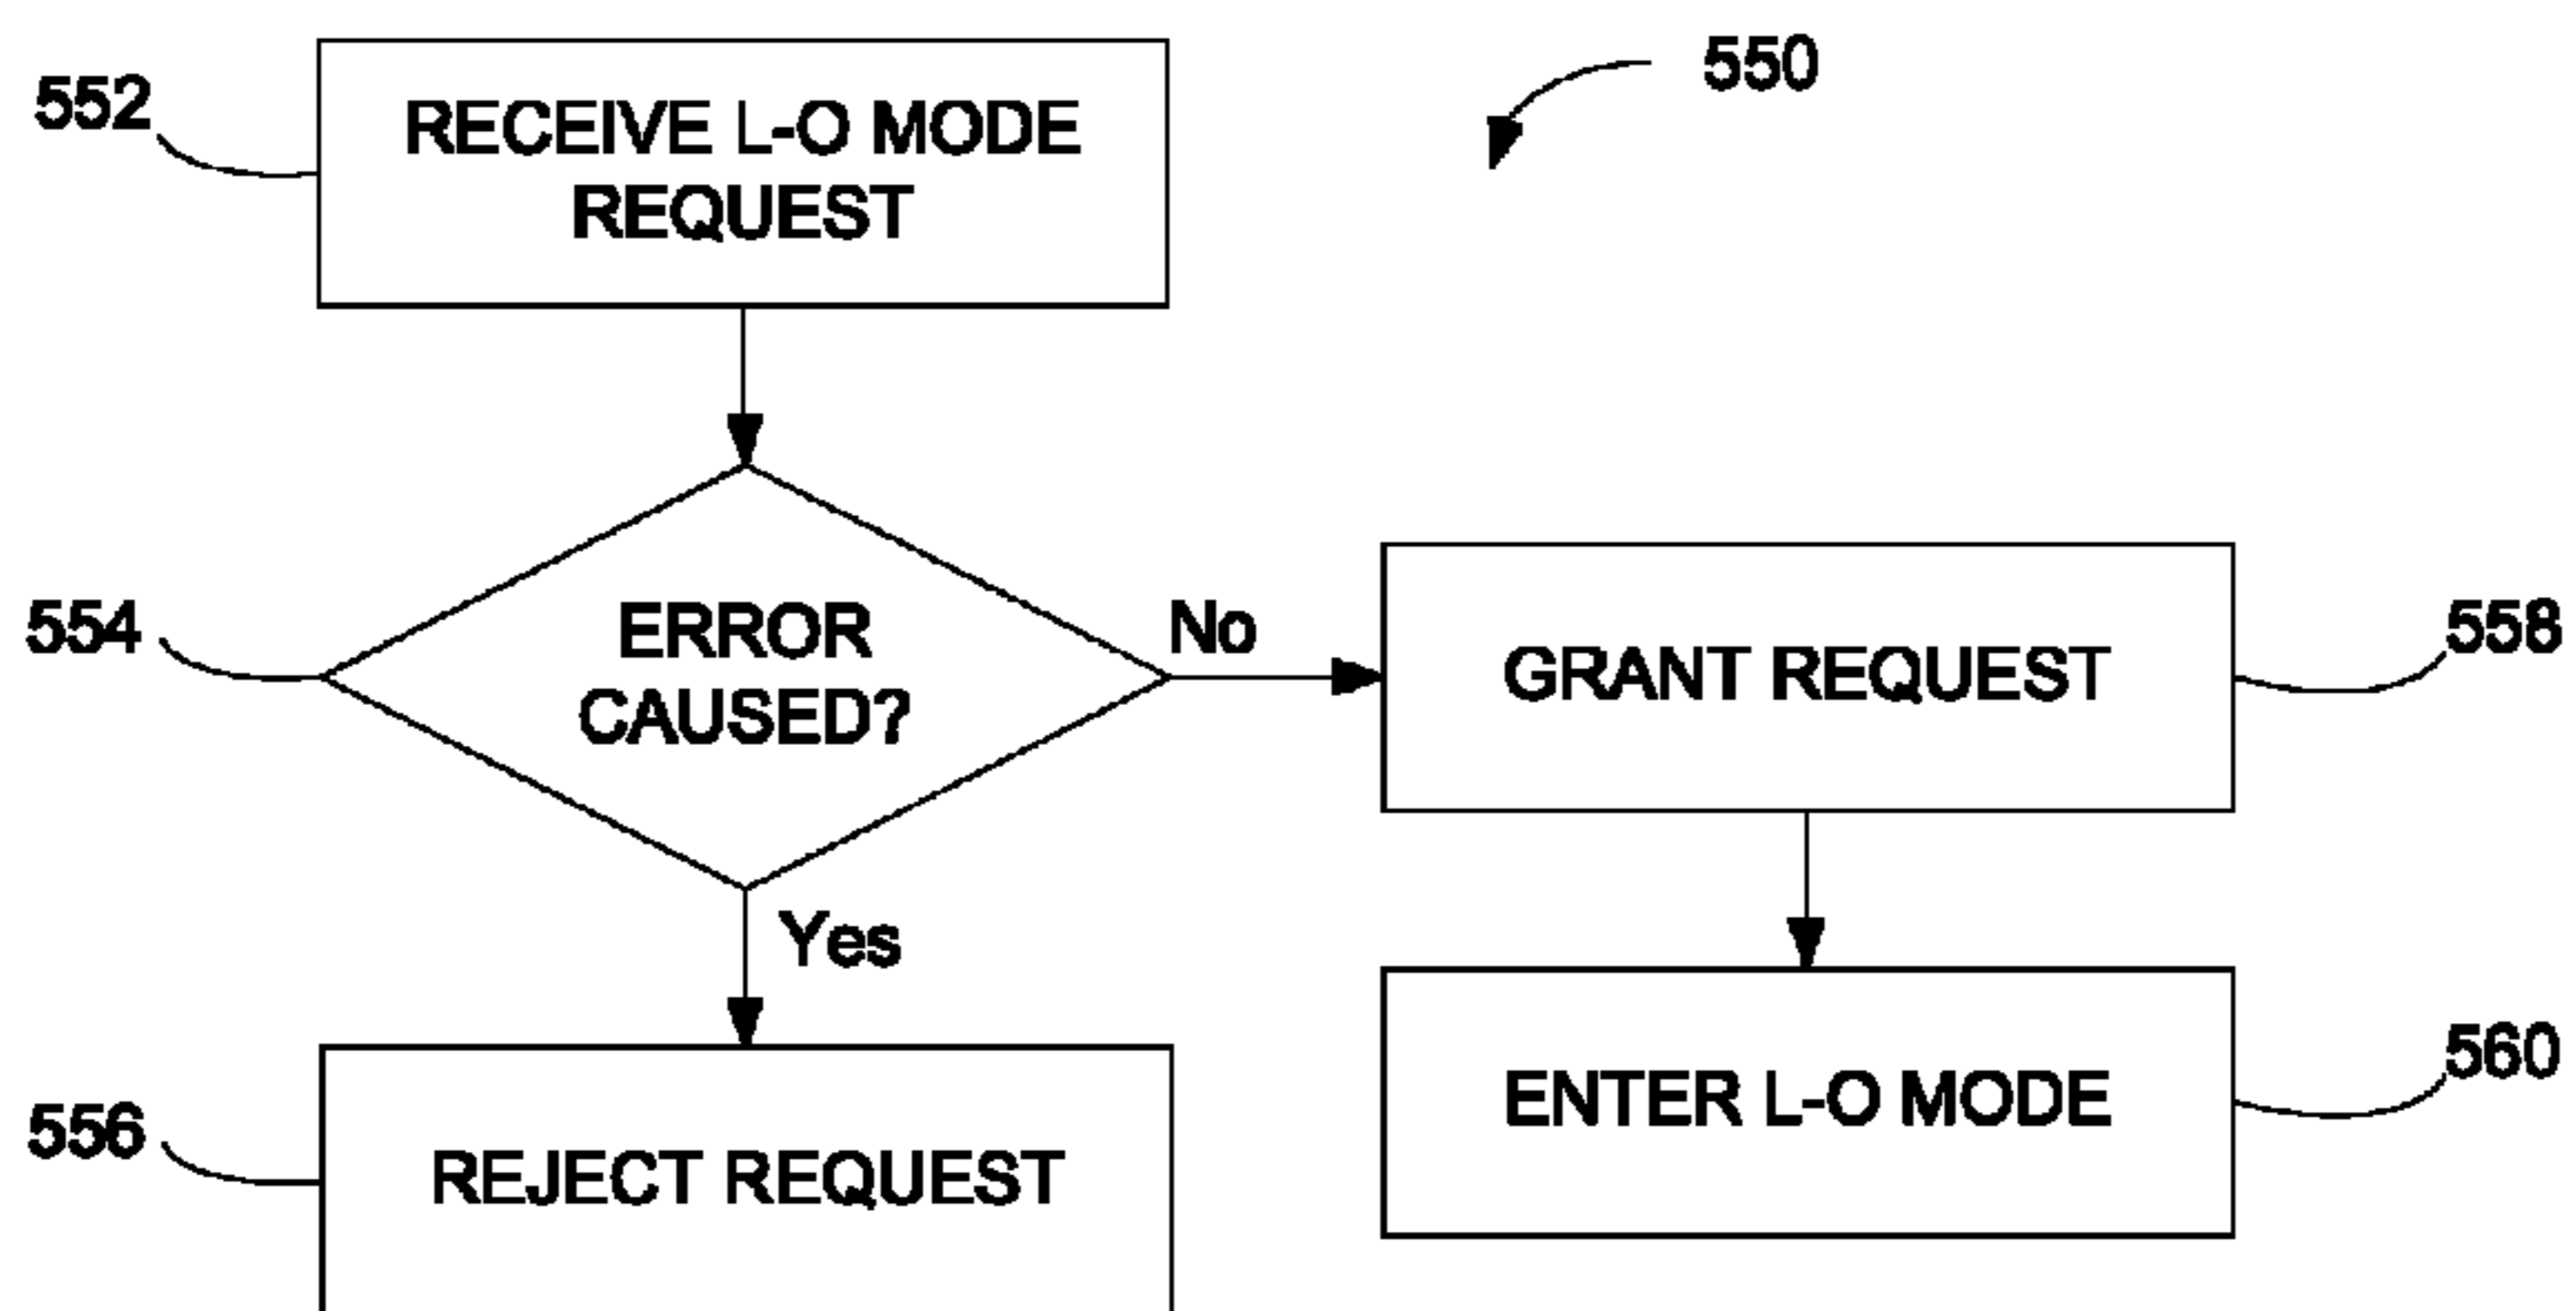 550
552
RECEIVE L-O MODE
REQUEST
554
ERROR
CAUSED?
No
Yes
558
GRANT REQUEST
556
REJECT REQUEST
560
ENTER L-O MODE